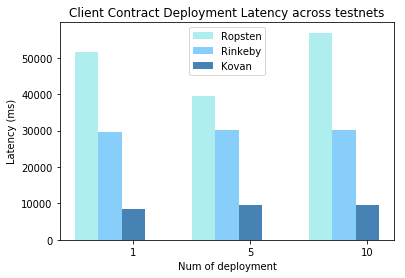 Client Contract Deployment Latency across testnets
Ropsten
Rinkeby
Kovan
Latency (ms)
50000
40000
30000
20000
10000
0
1
5
10
Num of deployment